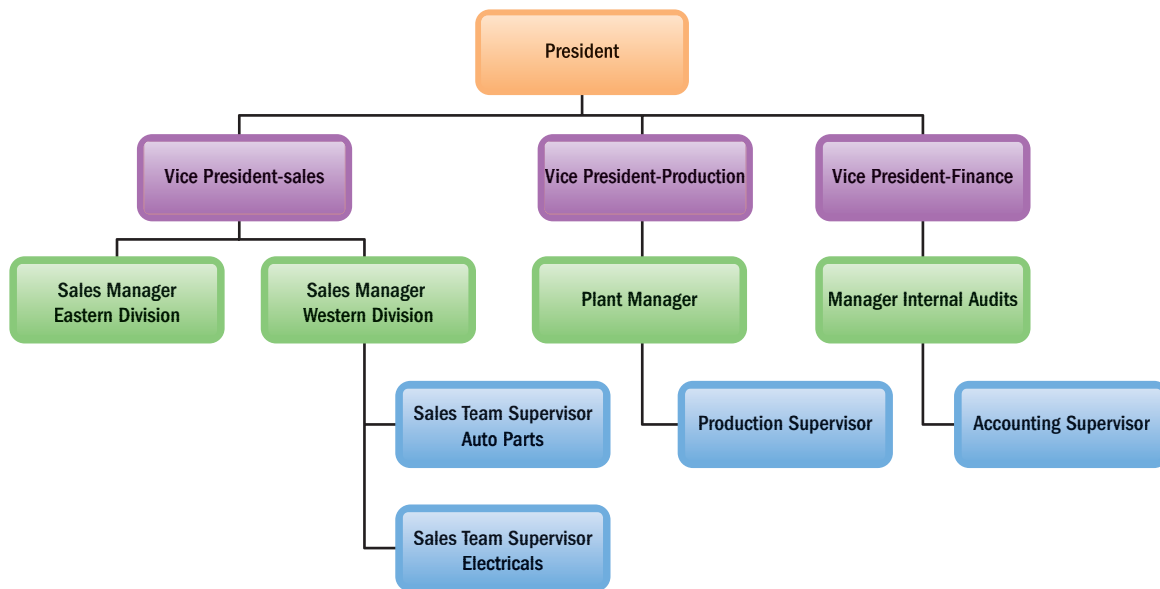 President
Vice President-sales
Vice President-Production
Vice President-Finance
Sales Manager
Eastern Division
Sales Manager
Western Division
Plant Manager
Manager Internal Audits
Sales Team Supervisor
Auto Parts
Production Supervisor
Accounting Supervisor
Sales Team Supervisor
Electricals